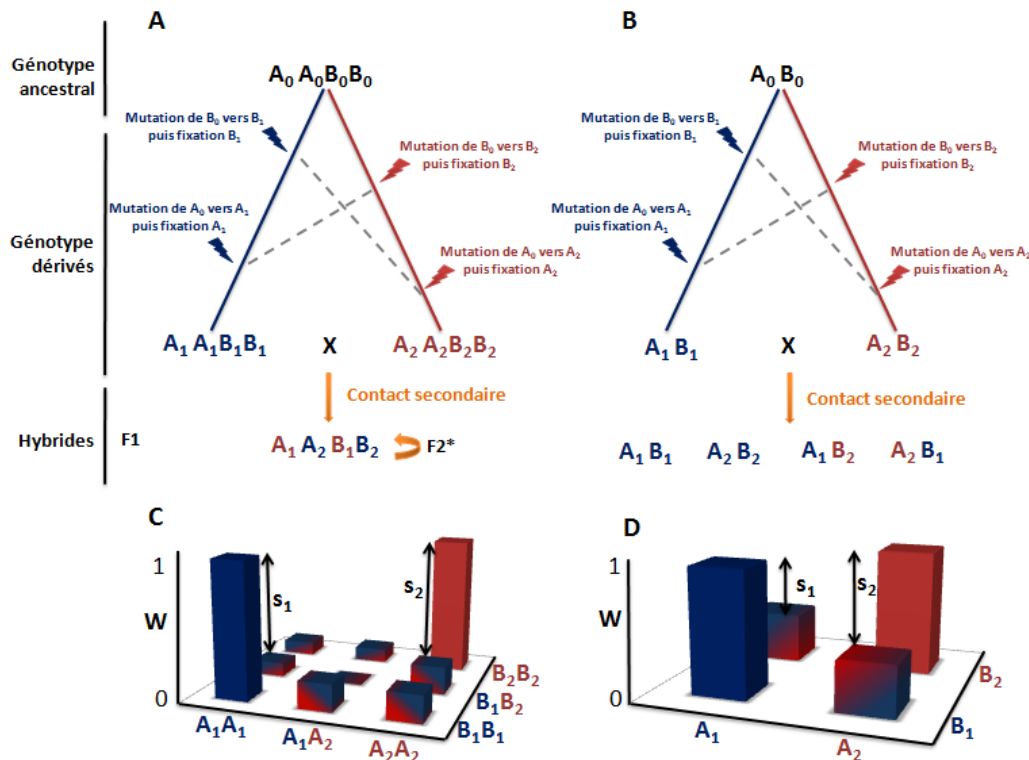 A
B
Génotype
ancestral
A₀ A₀B₀B₀
A₀ B₀
Mutation de B₀ vers B₁
puis fixation B₁
Mutation de B₀ vers B₂
puis fixation B₂
Mutation de A₀ vers A₁
puis fixation A₁
Mutation de A₀ vers A₂
puis fixation A₂
Mutation de B₀ vers B₁
puis fixation B₁
Mutation de B₀ vers B₂
puis fixation B₂
Mutation de A₀ vers A₁
puis fixation A₁
Mutation de A₀ vers A₂
puis fixation A₂
Génotype
dérivés
A₁ A₁B₁B₁
X
A₂ A₂B₂B₂
A₁ B₁
X
A₂ B₂
Contact secondaire
Contact secondaire
Hybrides
F1
A₁ A₂ B₁B₂
F2*
A₁ B₁
A₂ B₂
A₁ B₂
A₂ B₁
C
1
W
0
s₁
s₂
A₁A₁
A₁A₂
A₂A₂
B₁B₁
B₁B₂
B₂B₂
D
1
W
0
s₁
s₂
A₁
A₂
B₁
B₂